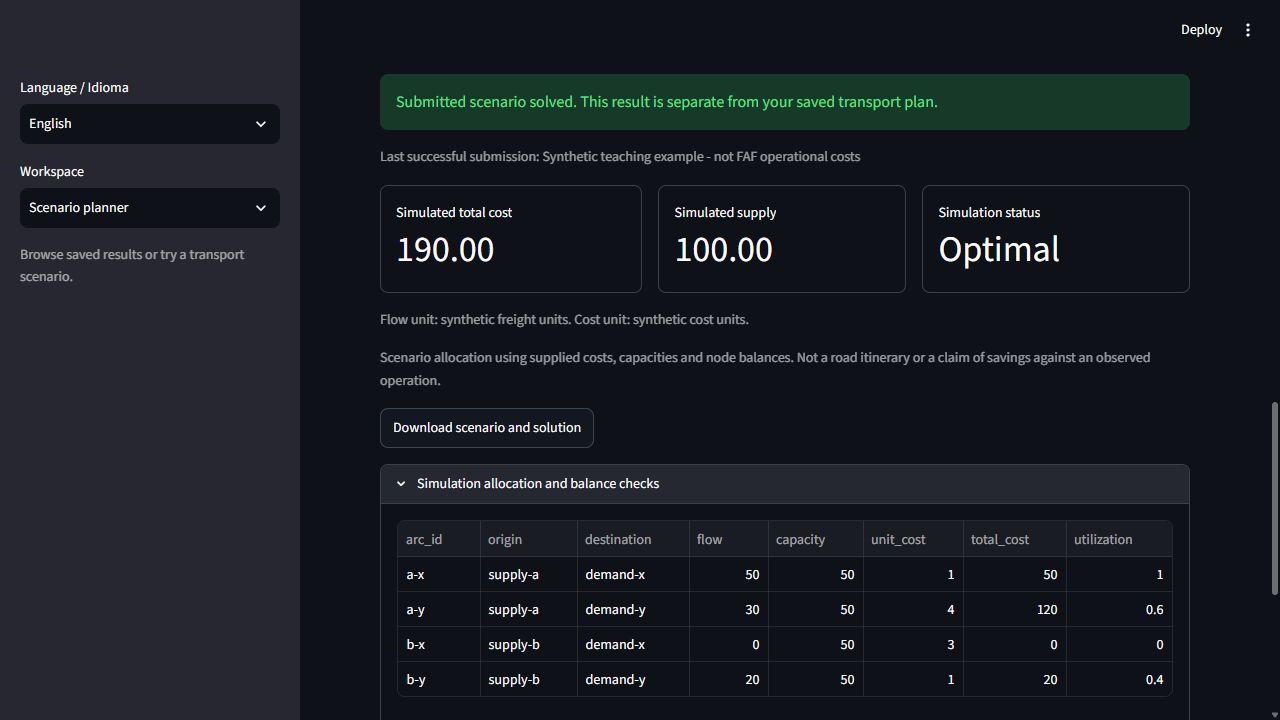 Deploy
Language / Idioma
English
Workspace
Scenario planner
Browse saved results or try a transport
scenario.
Submitted scenario solved. This result is separate from your saved transport plan.
Last successful submission: Synthetic teaching example - not FAF operational costs
Simulated total cost
190.00
Simulated supply
100.00
Simulation status
Optimal
Flow unit: synthetic freight units. Cost unit: synthetic cost units.
Scenario allocation using supplied costs, capacities and node balances. Not a road itinerary or a claim of savings against an observed
operation.
Download scenario and solution
Simulation allocation and balance checks
arc_id origin destination flow capacity unit_cost total_cost utilization
a-x supply-a demand-x 50 50 1 50 1
a-y supply-a demand-y 30 50 4 120 0.6
b-x supply-b demand-x 0 50 3 0 0
b-y supply-b demand-y 20 50 1 20 0.4